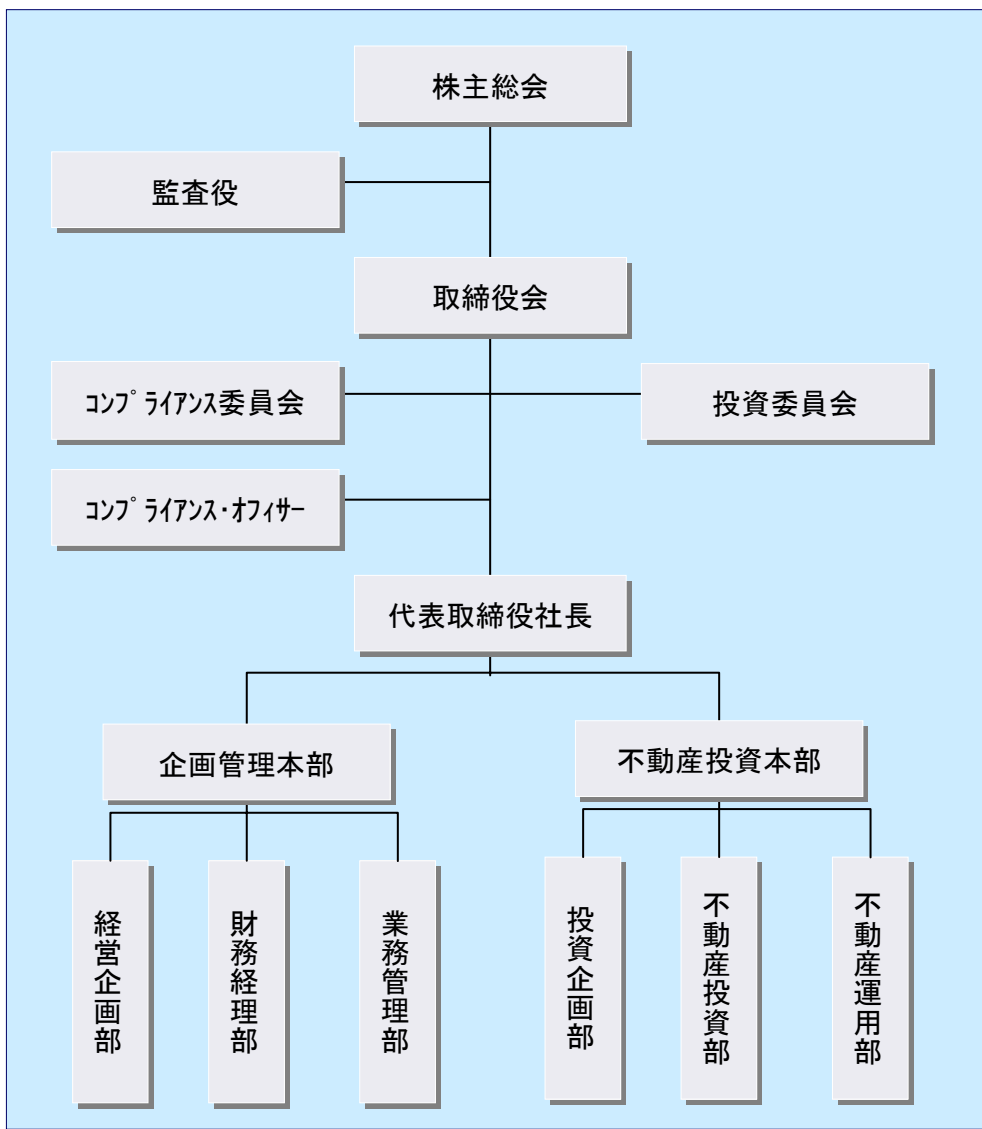 株主総会
監査役
取締役会
ｺﾝﾌﾟﾗｲｱﾝｽ委員会
投資委員会
ｺﾝﾌﾟﾗｲｱﾝｽ･ｵﾌｨｻｰ
代表取締役社長
企画管理本部
不動産投資本部
経営企画部
財務経理部
業務管理部
投資企画部
不動産投資部
不動産運用部